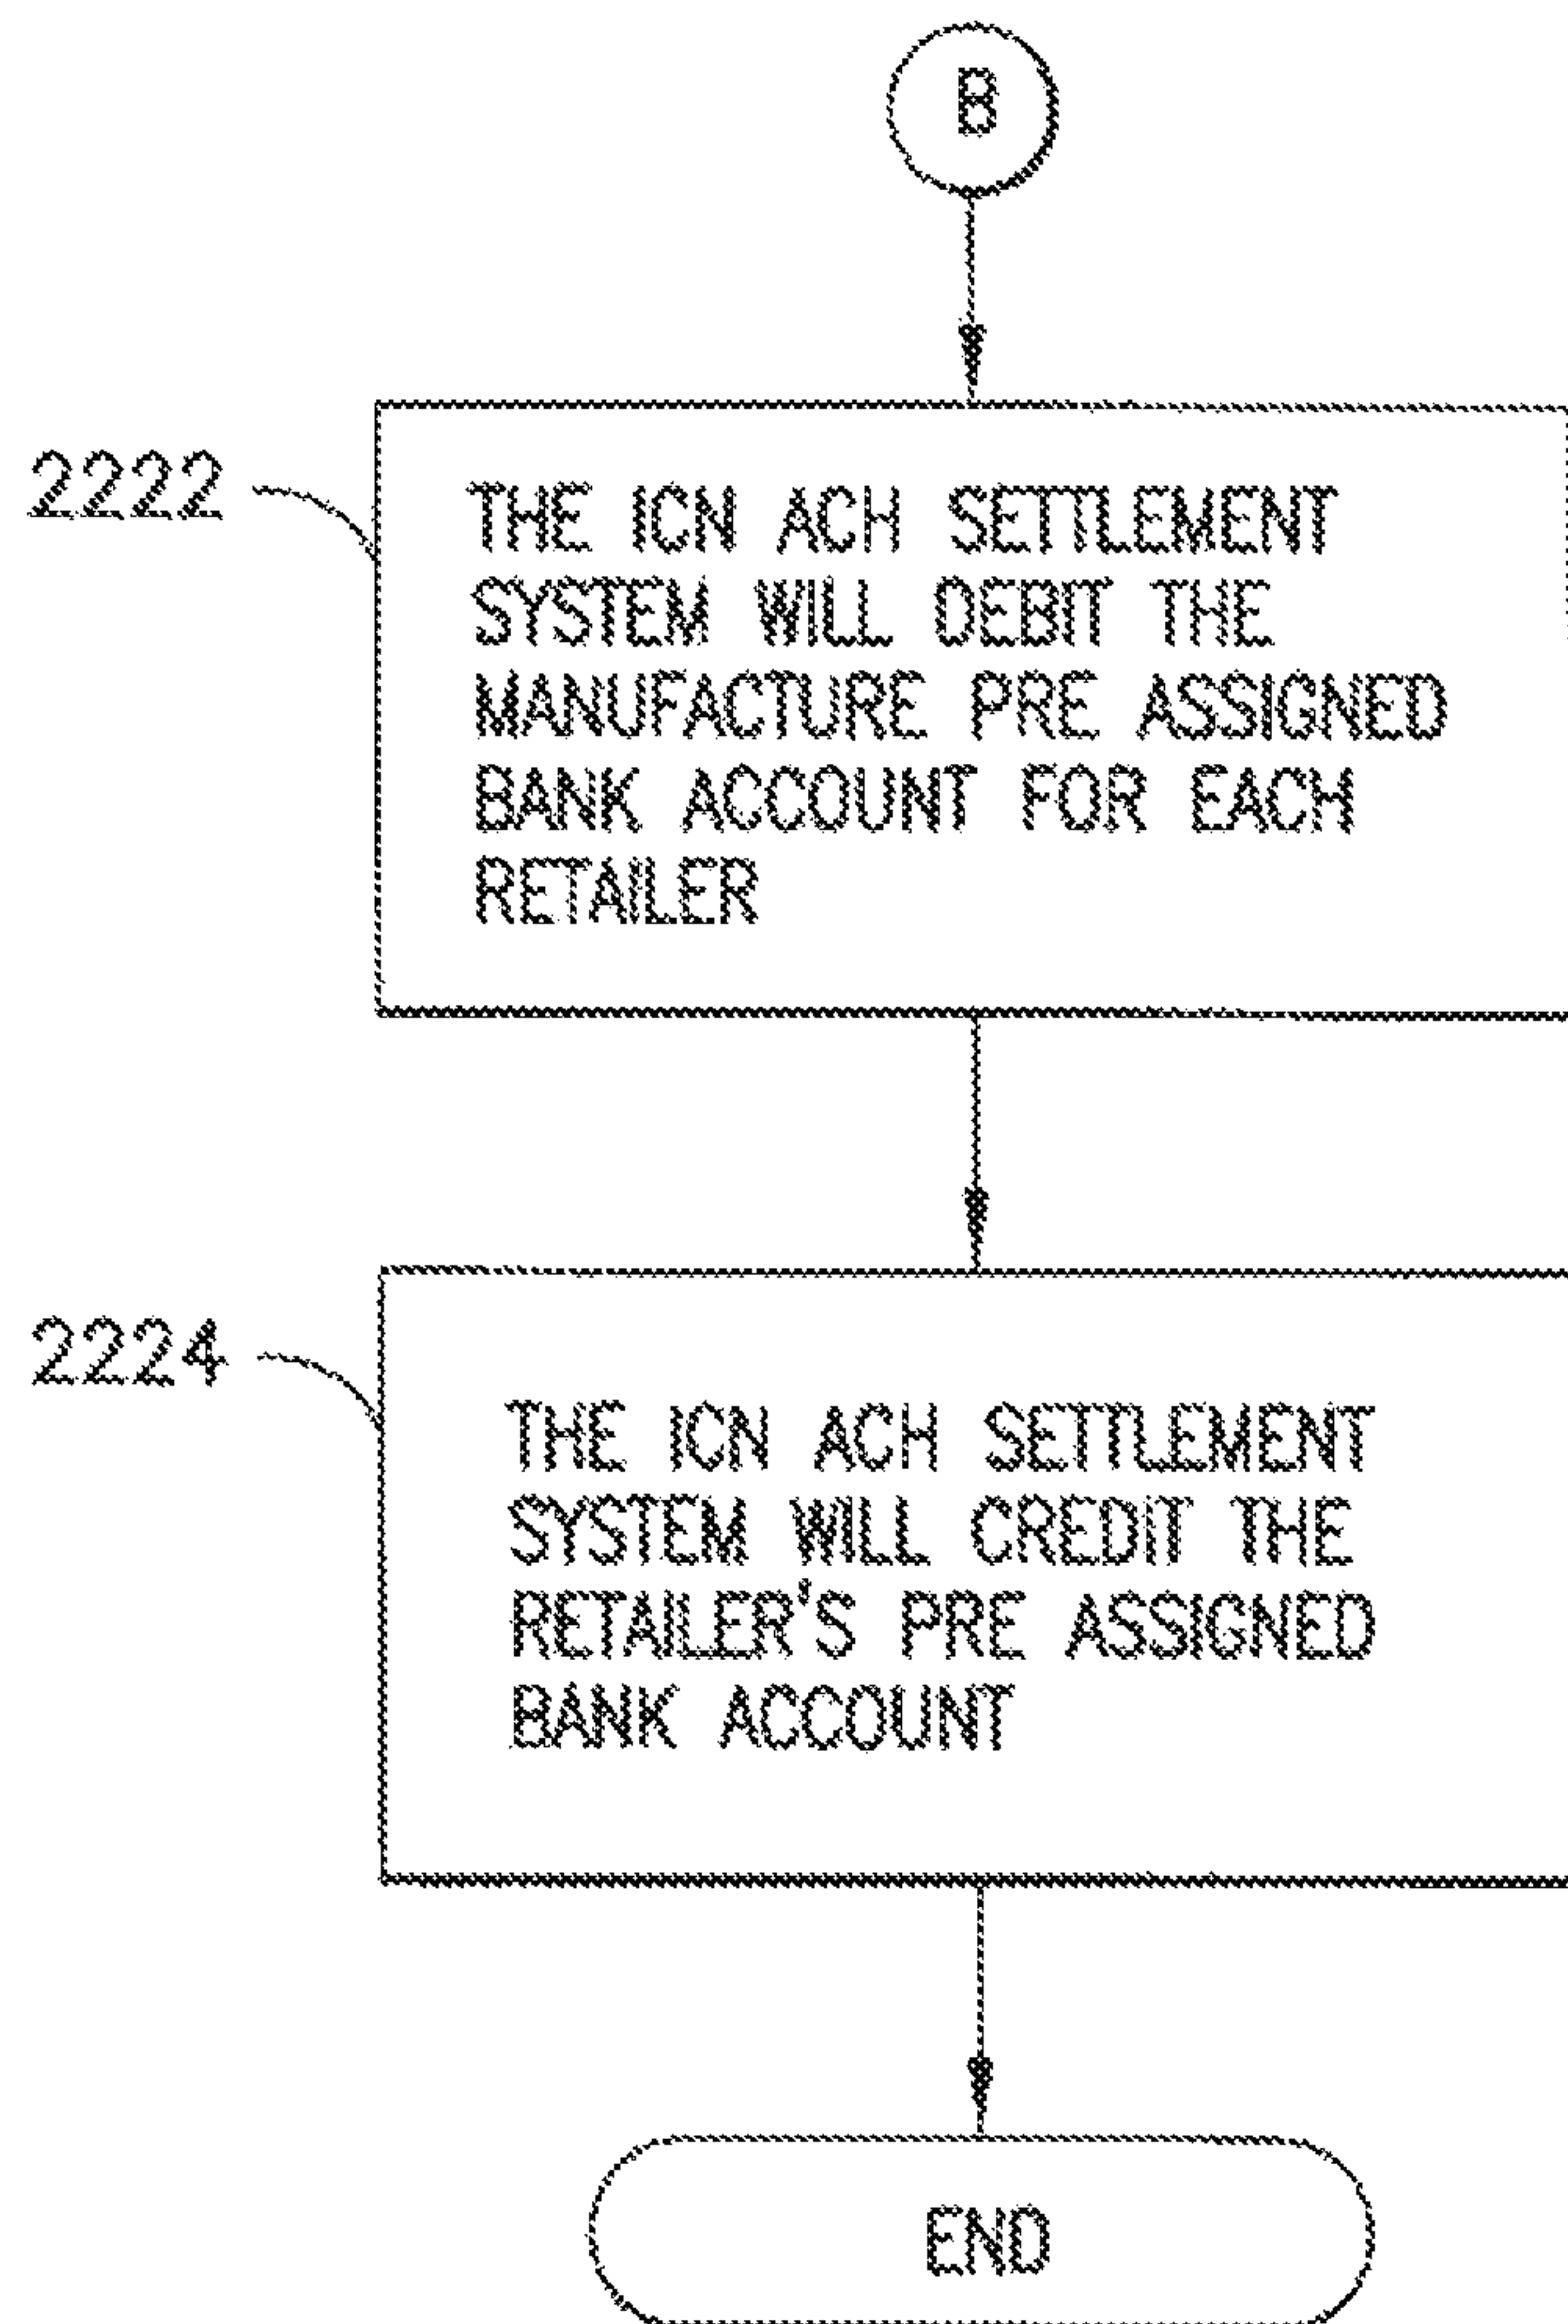 B
2222
THE ICN ACH SETTLEMENT
SYSTEM WILL DEBIT THE
MANUFACTURE PRE ASSIGNED
BANK ACCOUNT FOR EACH
RETAILER
2224
THE ICN ACH SETTLEMENT
SYSTEM WILL CREDIT THE
RETAILER'S PRE ASSIGNED
BANK ACCOUNT
END